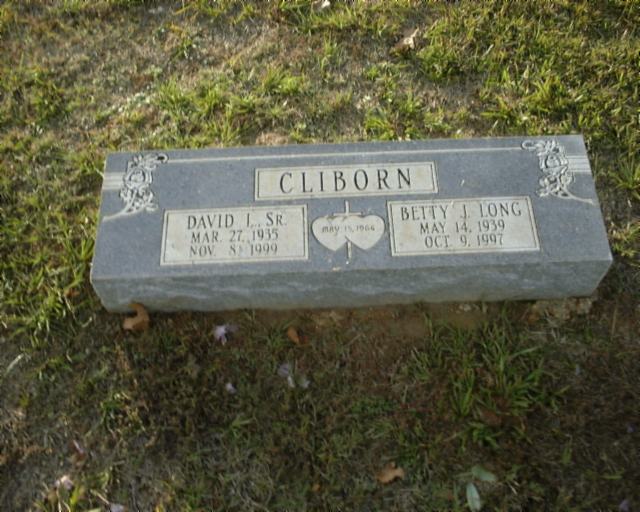 CLIBORN
DAVID L., SR.
MAR. 27, 1935
NOV. 8, 1999
MAY 15, 1964
BETTY J. LONG
MAY 14, 1939
OCT. 9, 1997